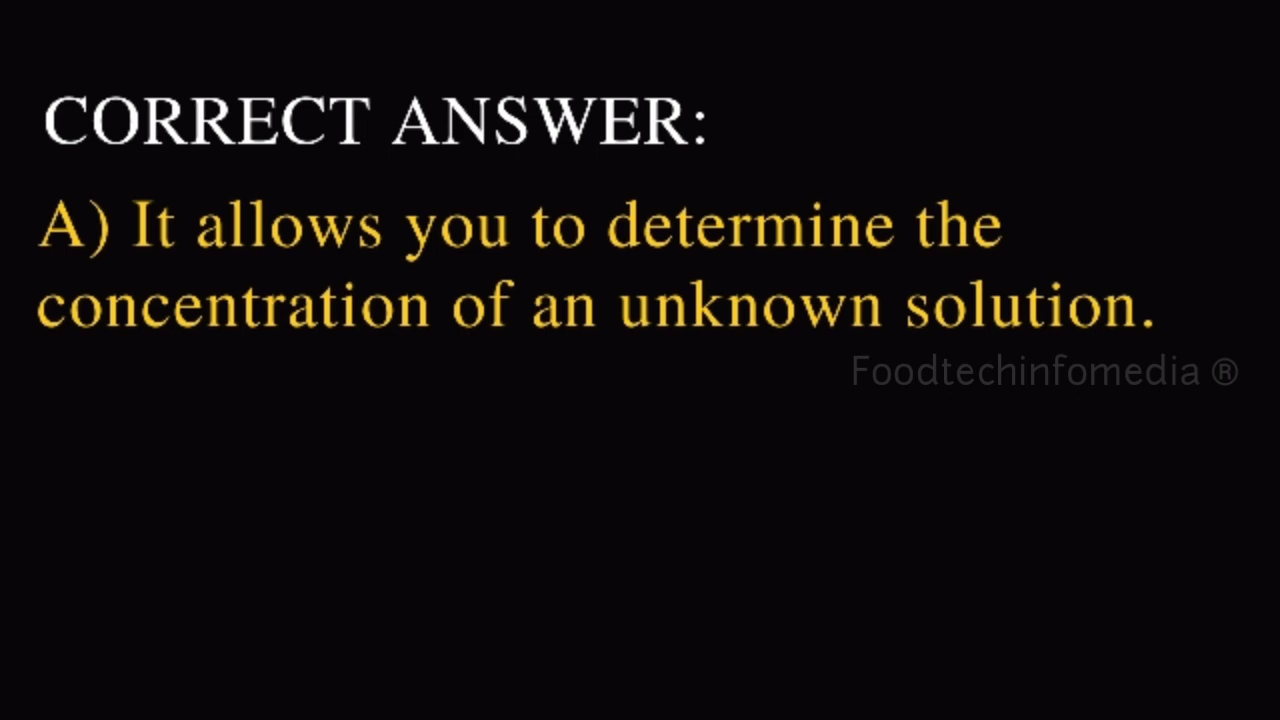 CORRECT ANSWER:
A) It allows you to determine the
concentration of an unknown solution.
Foodtechinfomedia ®